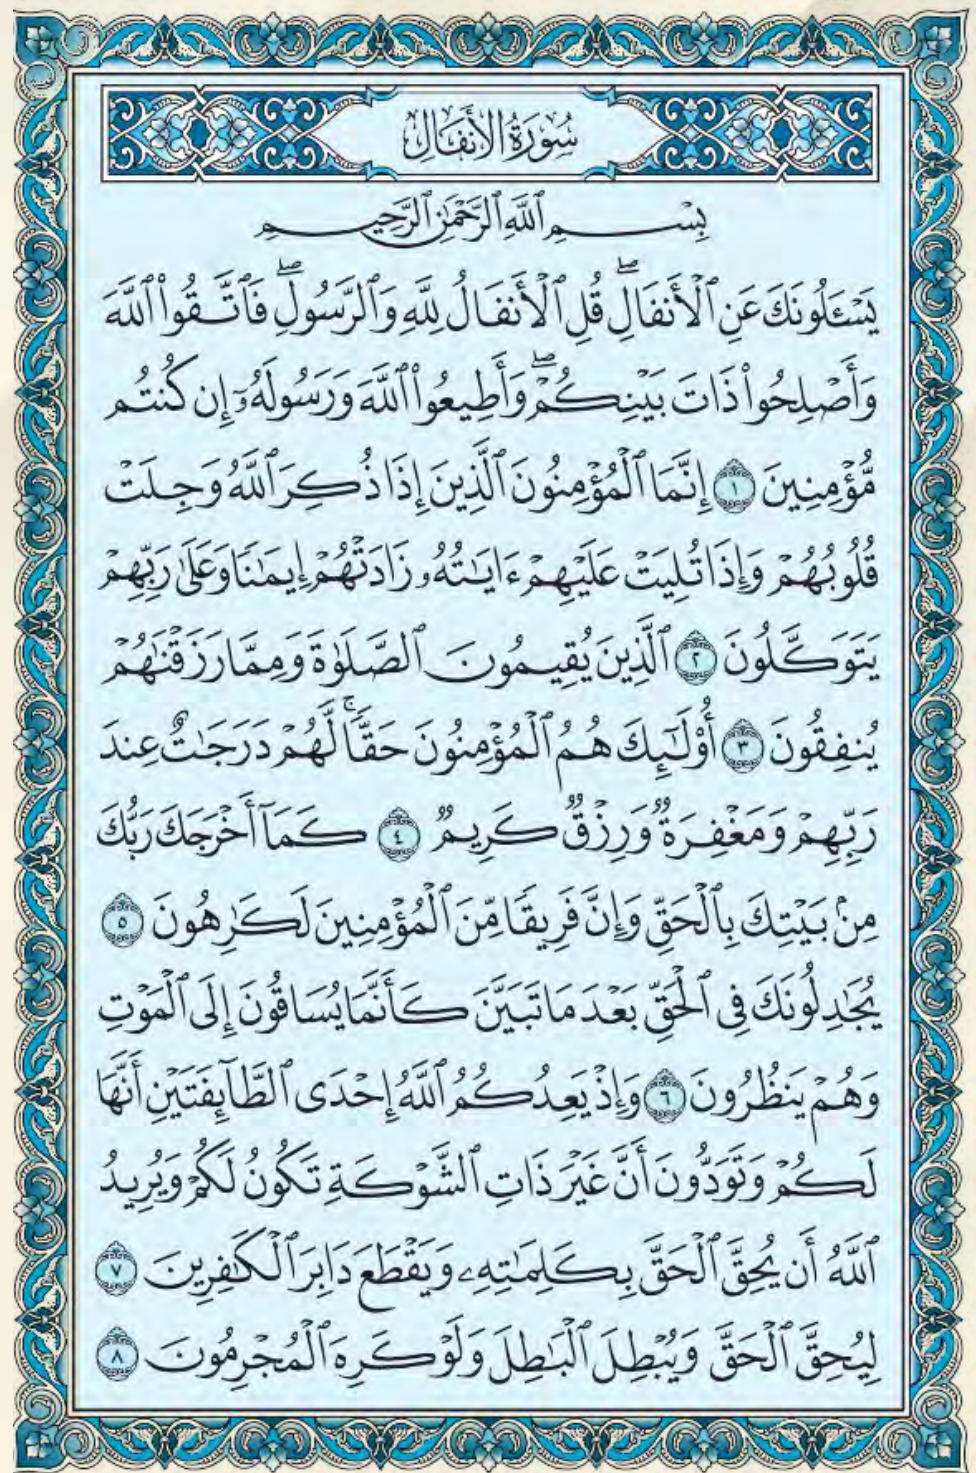 سُورَةُ الأَنفَالِ
بِسْمِ ٱللَّهِ ٱلرَّحْمَٰنِ ٱلرَّحِيمِ
يَسْـَٔلُونَكَ عَنِ ٱلْأَنفَالِۖ قُلِ ٱلْأَنفَالُ لِلَّهِ وَٱلرَّسُولِۖ فَٱتَّقُوا۟ ٱللَّهَ
وَأَصْلِحُوا۟ ذَاتَ بَيْنِكُمْۖ وَأَطِيعُوا۟ ٱللَّهَ وَرَسُولَهُۥٓ إِن كُنتُم
مُّؤْمِنِينَ ١ إِنَّمَا ٱلْمُؤْمِنُونَ ٱلَّذِينَ إِذَا ذُكِرَ ٱللَّهُ وَجِلَتْ
قُلُوبُهُمْ وَإِذَا تُلِيَتْ عَلَيْهِمْ ءَايَـٰتُهُۥ زَادَتْهُمْ إِيمَـٰنًا وَعَلَىٰ رَبِّهِمْ
يَتَوَكَّلُونَ ٢ ٱلَّذِينَ يُقِيمُونَ ٱلصَّلَوٰةَ وَمِمَّا رَزَقْنَـٰهُمْ
يُنفِقُونَ ٣ أُو۟لَـٰٓئِكَ هُمُ ٱلْمُؤْمِنُونَ حَقًّاۚ لَّهُمْ دَرَجَـٰتٌ عِندَ
رَبِّهِمْ وَمَغْفِرَةٌ وَرِزْقٌ كَرِيمٌ ٤ كَمَآ أَخْرَجَكَ رَبُّكَ
مِنۢ بَيْتِكَ بِٱلْحَقِّ وَإِنَّ فَرِيقًا مِّنَ ٱلْمُؤْمِنِينَ لَكَـٰرِهُونَ ٥
يُجَـٰدِلُونَكَ فِى ٱلْحَقِّ بَعْدَ مَا تَبَيَّنَ كَأَنَّمَا يُسَاقُونَ إِلَى ٱلْمَوْتِ
وَهُمْ يَنظُرُونَ ٦ وَإِذْ يَعِدُكُمُ ٱللَّهُ إِحْدَى ٱلطَّآئِفَتَيْنِ أَنَّهَا
لَكُمْ وَتَوَدُّونَ أَنَّ غَيْرَ ذَاتِ ٱلشَّوْكَةِ تَكُونُ لَكُمْ وَيُرِيدُ
ٱللَّهُ أَن يُحِقَّ ٱلْحَقَّ بِكَلِمَـٰتِهِۦ وَيَقْطَعَ دَابِرَ ٱلْكَـٰفِرِينَ ٧
لِيُحِقَّ ٱلْحَقَّ وَيُبْطِلَ ٱلْبَـٰطِلَ وَلَوْ كَرِهَ ٱلْمُجْرِمُونَ ٨